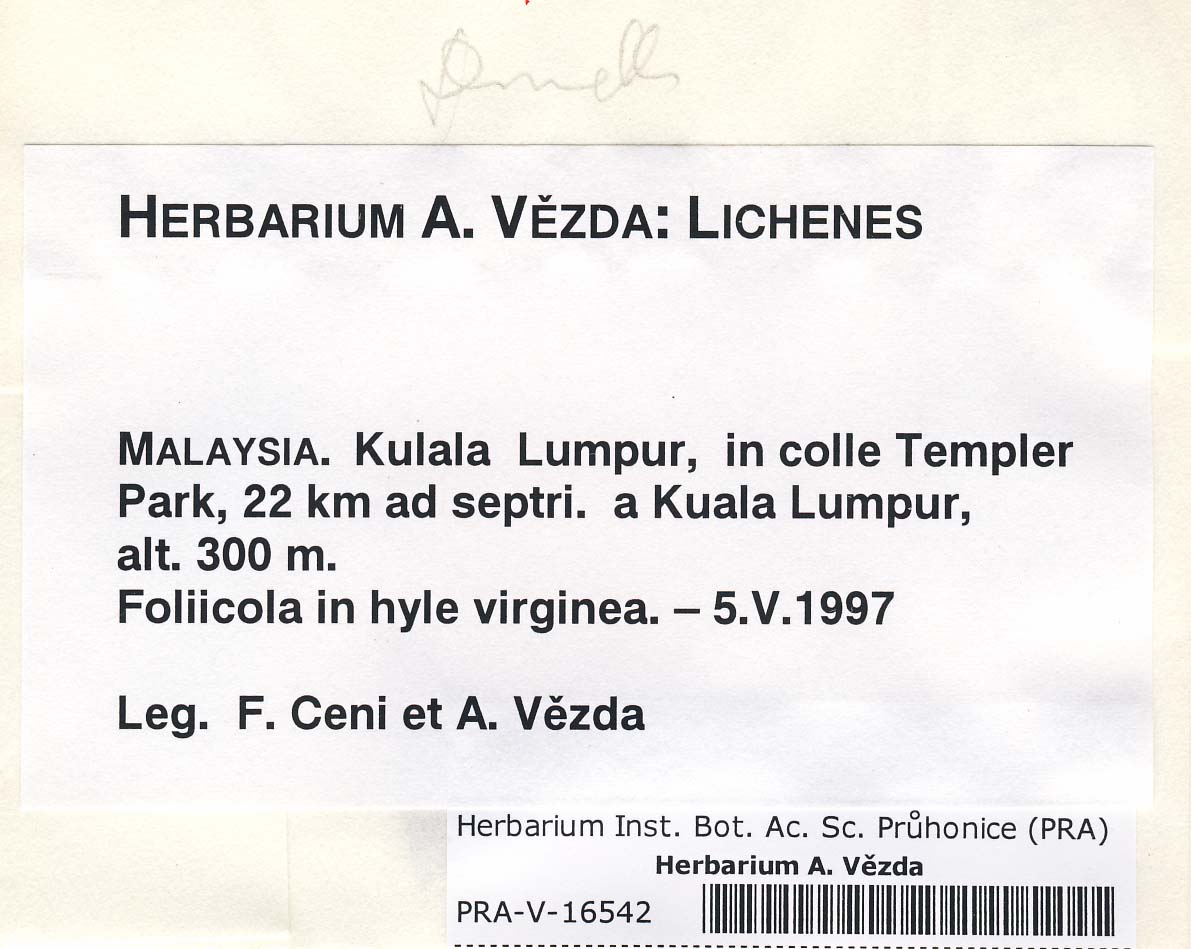 HERBARIUM A. VĚZDA: LICHENES
MALAYSIA. Kulala Lumpur, in colle Templer
Park, 22 km ad septri. a Kuala Lumpur,
alt. 300 m.
Foliicola in hyle virginea. – 5.V.1997
Leg. F. Ceni et A. Vězda
Herbarium Inst. Bot. Ac. Sc. Průhonice (PRA)
Herbarium A. Vězda
PRA-V-16542